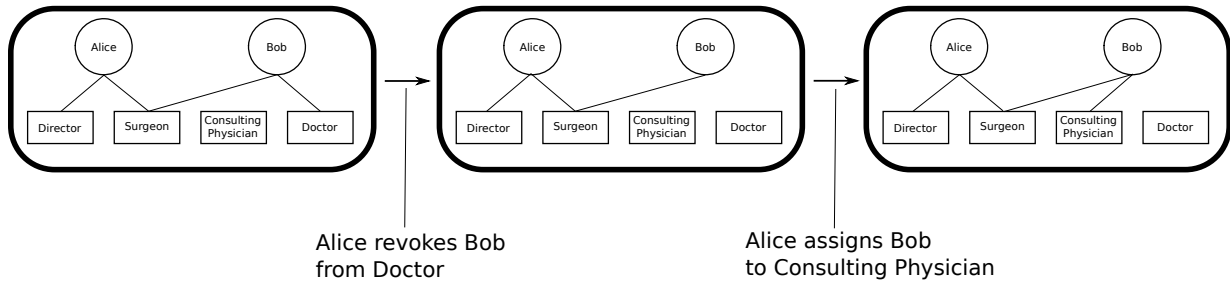 Alice
Bob
Director
Surgeon
Consulting
Physician
Doctor
Alice
Bob
Director
Surgeon
Consulting
Physician
Doctor
Alice
Bob
Director
Surgeon
Consulting
Physician
Doctor
Alice revokes Bob
from Doctor
Alice assigns Bob
to Consulting Physician